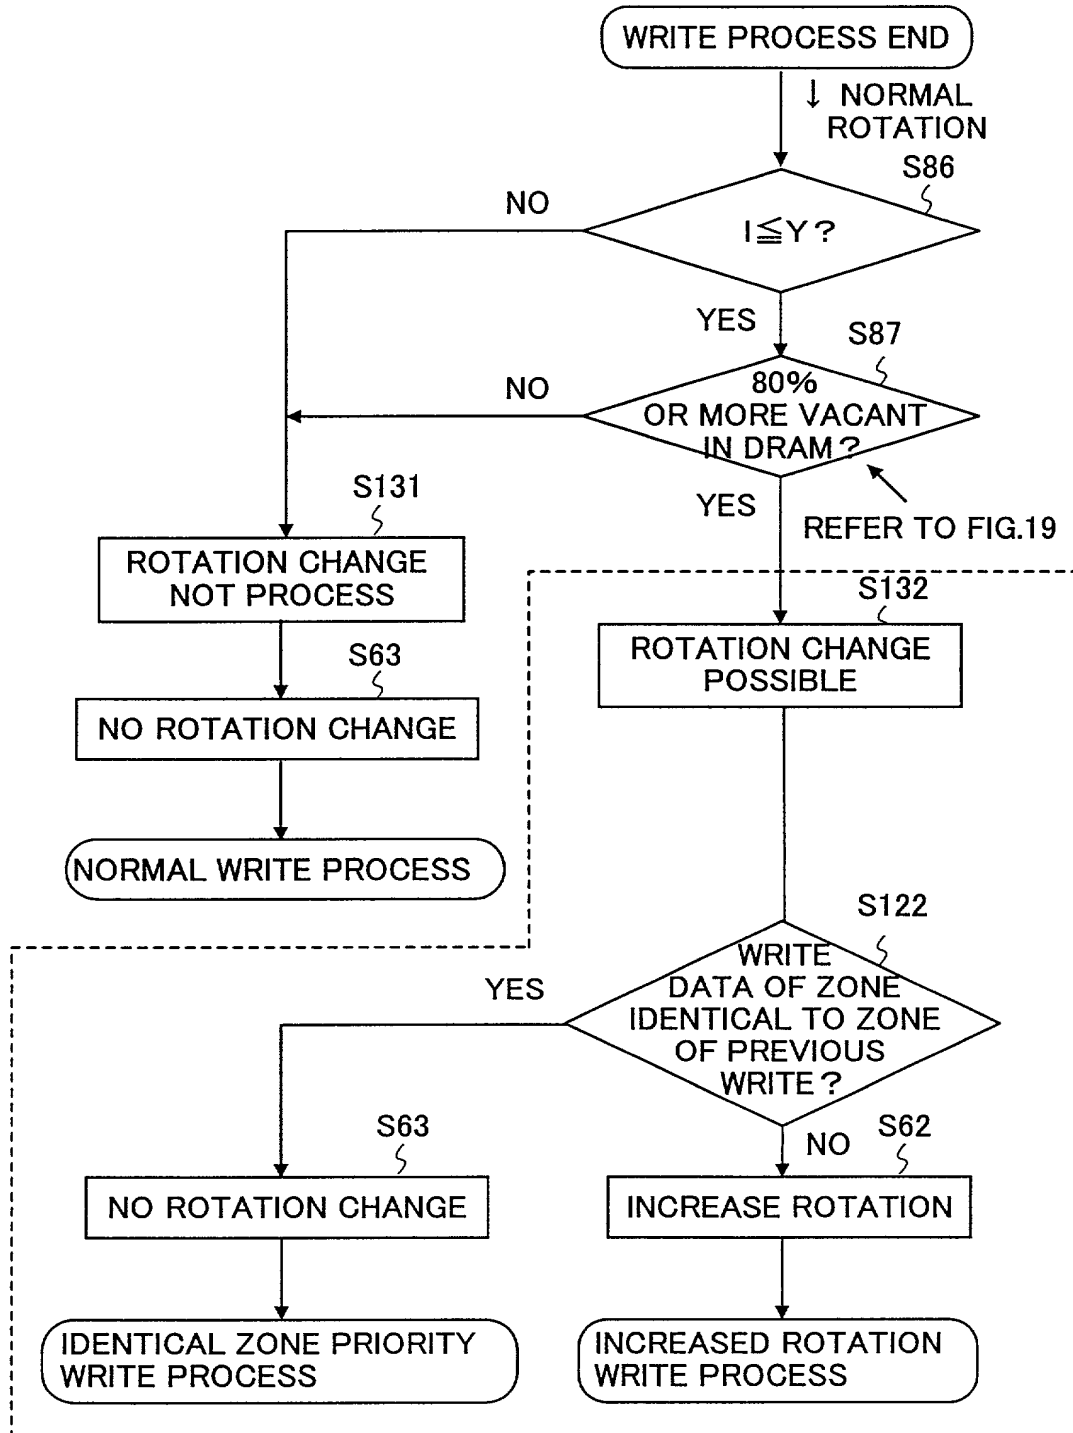 WRITE PROCESS END
↓ NORMAL
ROTATION
S86
NO
I≦Y?
YES
S87
NO
80%
OR MORE VACANT
IN DRAM?
YES
REFER TO FIG.19
S131
ROTATION CHANGE
NOT PROCESS
S132
ROTATION CHANGE
POSSIBLE
S63
NO ROTATION CHANGE
NORMAL WRITE PROCESS
S122
YES
WRITE
DATA OF ZONE
IDENTICAL TO ZONE
OF PREVIOUS
WRITE?
NO
S63
NO ROTATION CHANGE
S62
INCREASE ROTATION
IDENTICAL ZONE PRIORITY
WRITE PROCESS
INCREASED ROTATION
WRITE PROCESS